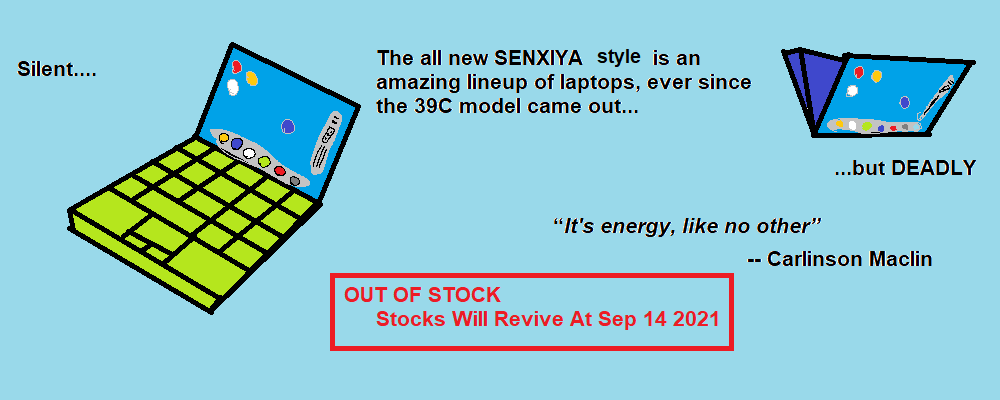 Silent....
The all new SENXIYA style is an
amazing lineup of laptops, ever since
the 39C model came out...
...but DEADLY
“It's energy, like no other”
-- Carlinson Maclin
OUT OF STOCK
Stocks Will Revive At Sep 14 2021